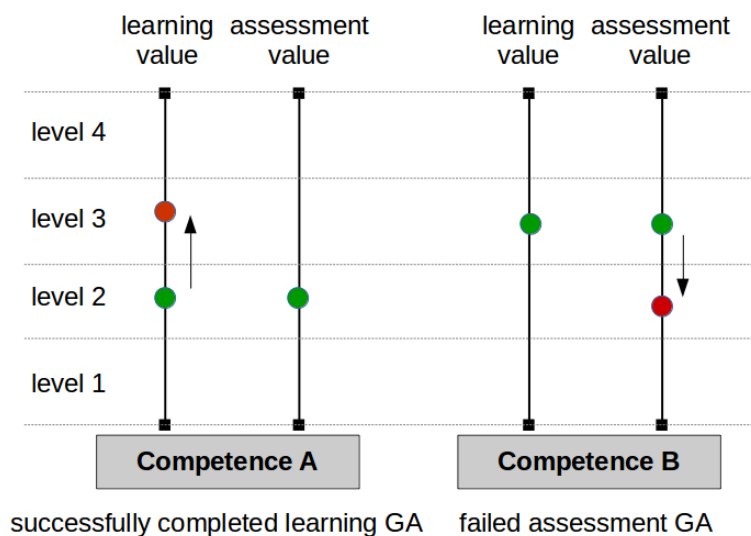 learning value
assessment value
learning value
assessment value
level 4
level 3
level 2
level 1
Competence A
Competence B
successfully completed learning GA
failed assessment GA